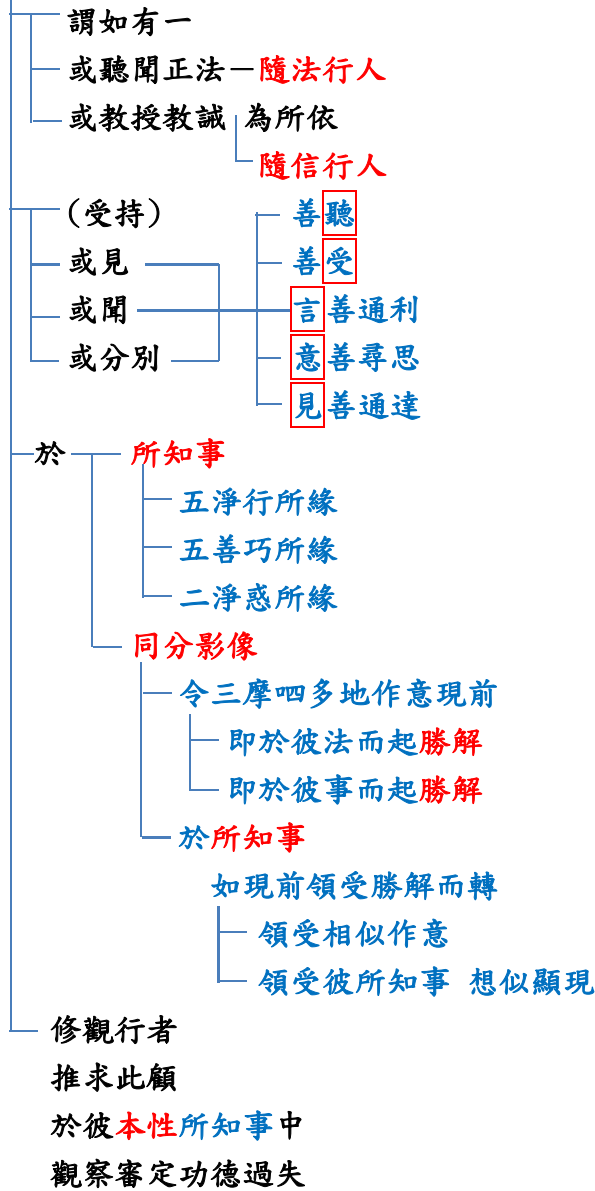 謂如有一
或聽聞正法－隨法行人
或教授教誡 為所依
隨信行人
（受持）
善聽
或見
善受
或聞
言善通利
或分別
意善尋思
見善通達
於
所知事
五淨行所緣
五善巧所緣
二淨惑所緣
同分影像
令三摩呬多地作意現前
即於彼法而起勝解
即於彼事而起勝解
於所知事
如現前領受勝解而轉
領受相似作意
領受彼所知事 想似顯現
修觀行者
推求此顧
於彼本性所知事中
觀察審定功德過失